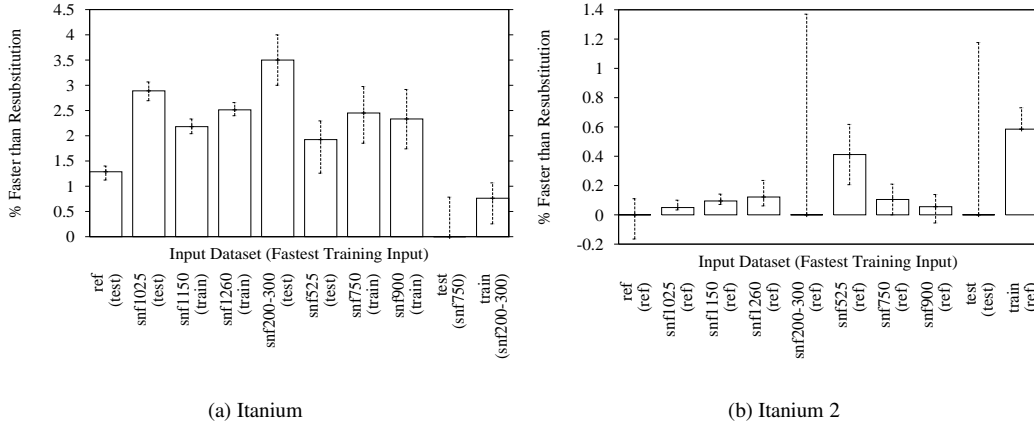 4.5
4
3.5
3
2.5
2
1.5
1
0.5
0
% Faster than Resubstitution
Input Dataset (Fastest Training Input)
ref
(test)
snf1025
(test)
snf1150
(train)
snf1260
(train)
snf200-300
(test)
snf525
(test)
snf750
(train)
snf900
(train)
test
(snf750)
train
(snf200-300)
(a) Itanium
1.4
1.2
1
0.8
0.6
0.4
0.2
0
-0.2
% Faster than Resubstitution
Input Dataset (Fastest Training Input)
ref
(ref)
snf1025
(ref)
snf1150
(ref)
snf1260
(ref)
snf200-300
(ref)
snf525
(ref)
snf750
(ref)
snf900
(ref)
test
(test)
train
(ref)
(b) Itanium 2